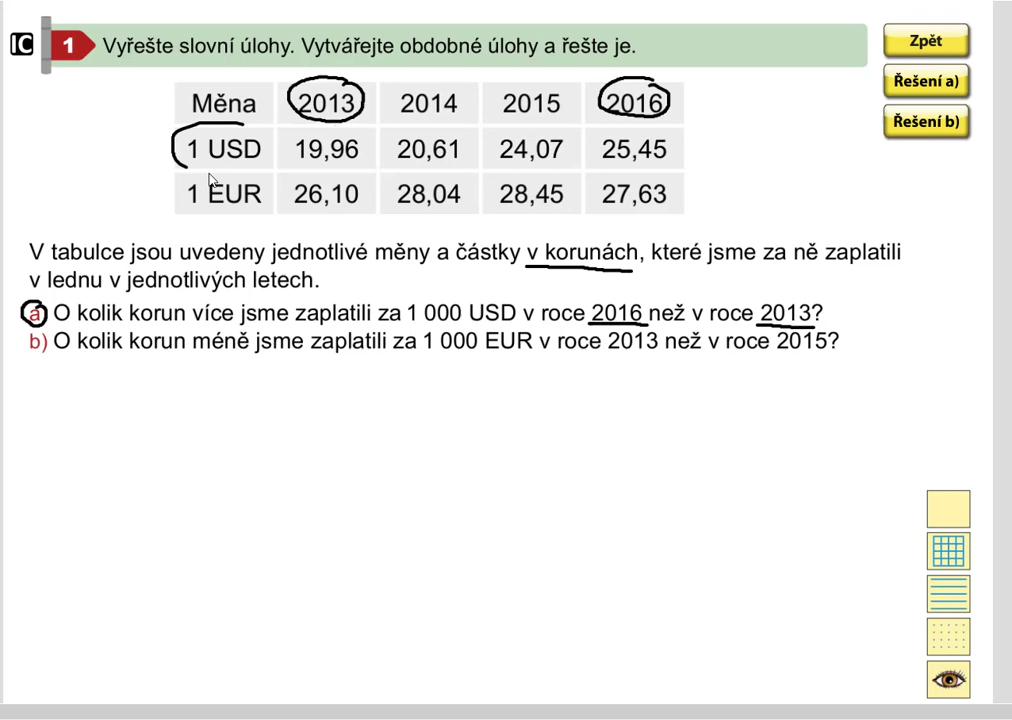 IC 1 Vyřešte slovní úlohy. Vytvářejte obdobné úlohy a řešte je.
Zpět
Řešení a)
Řešení b)
Měna 2013 2014 2015 2016
1 USD 19,96 20,61 24,07 25,45
1 EUR 26,10 28,04 28,45 27,63
V tabulce jsou uvedeny jednotlivé měny a částky v korunách, které jsme za ně zaplatili
v lednu v jednotlivých letech.
a) O kolik korun více jsme zaplatili za 1 000 USD v roce 2016 než v roce 2013?
b) O kolik korun méně jsme zaplatili za 1 000 EUR v roce 2013 než v roce 2015?